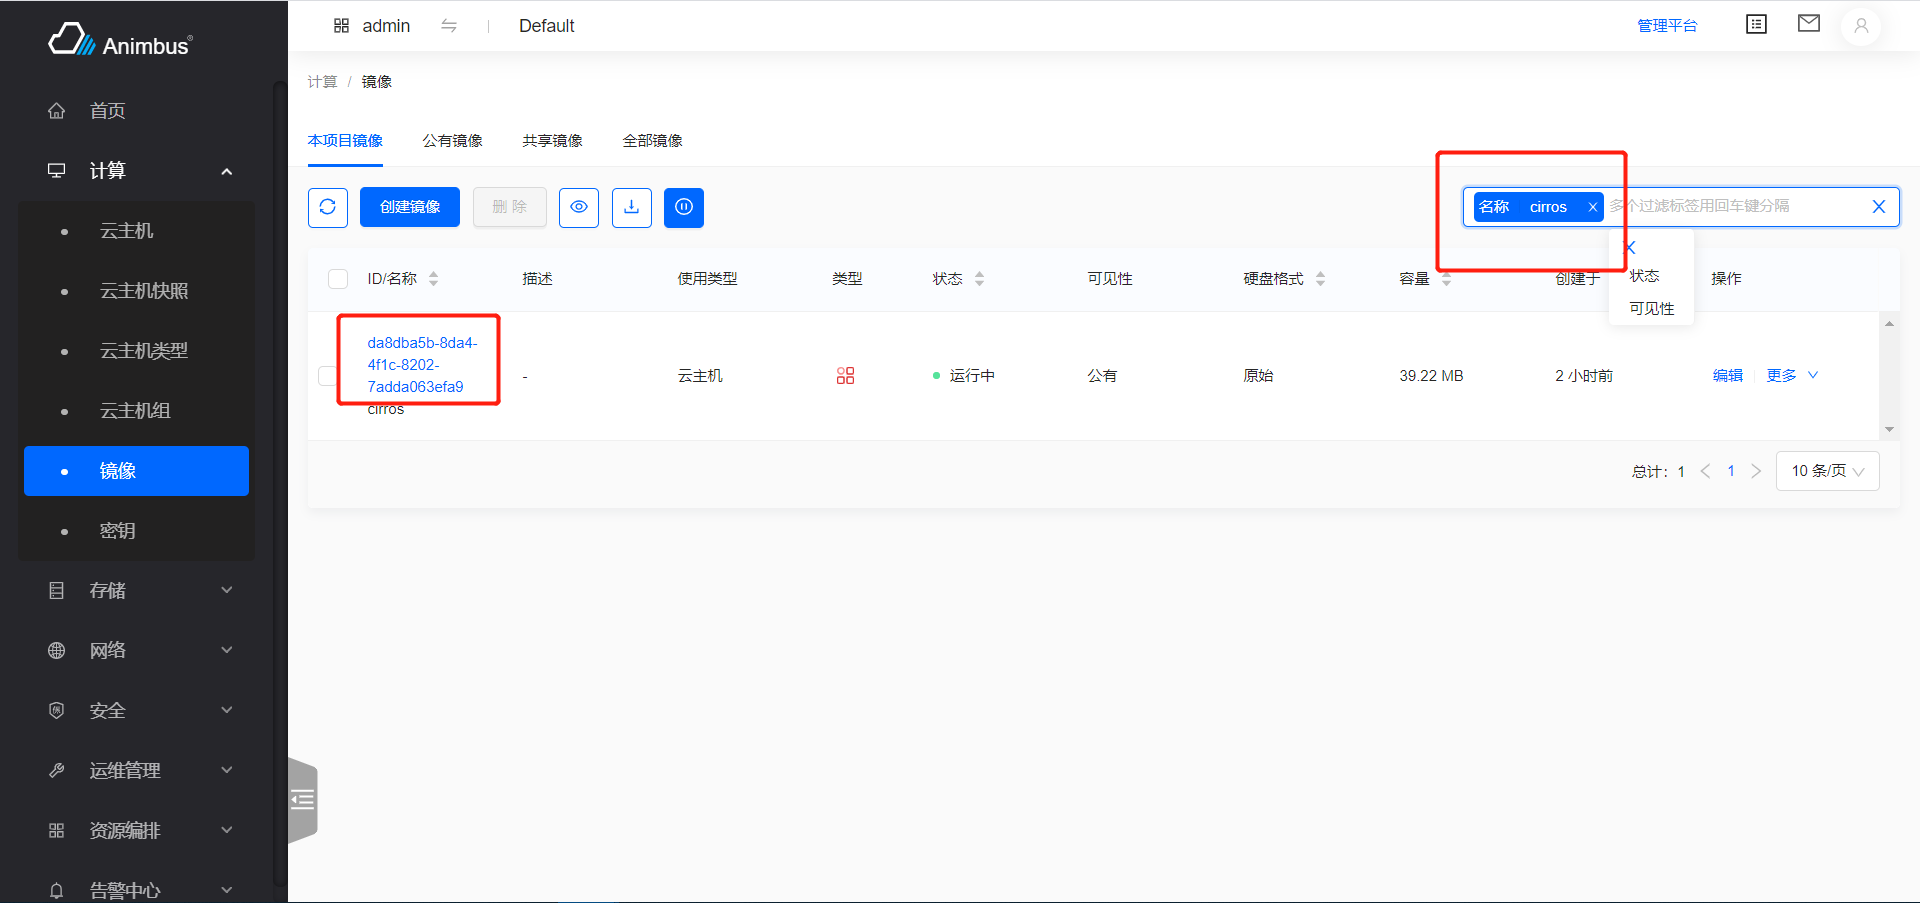 Animbus®
admin
Default
管理平台
首页
计算
云主机
云主机快照
云主机类型
云主机组
镜像
密钥
存储
网络
安全
运维管理
资源编排
告警中心
计算 / 镜像
本项目镜像 公有镜像 共享镜像 全部镜像
创建镜像 删 除
名称 cirros × 多个过滤标签用回车键分隔
状态
可见性
ID/名称 描述 使用类型 类型 状态 可见性 硬盘格式 容量 创建于 操作
da8dba5b-8da4-
4f1c-8202-
7adda063efa9
cirros
- 云主机 运行中 公有 原始 39.22 MB 2 小时前 编辑 更多
总计: 1 < 1 > 10 条/页